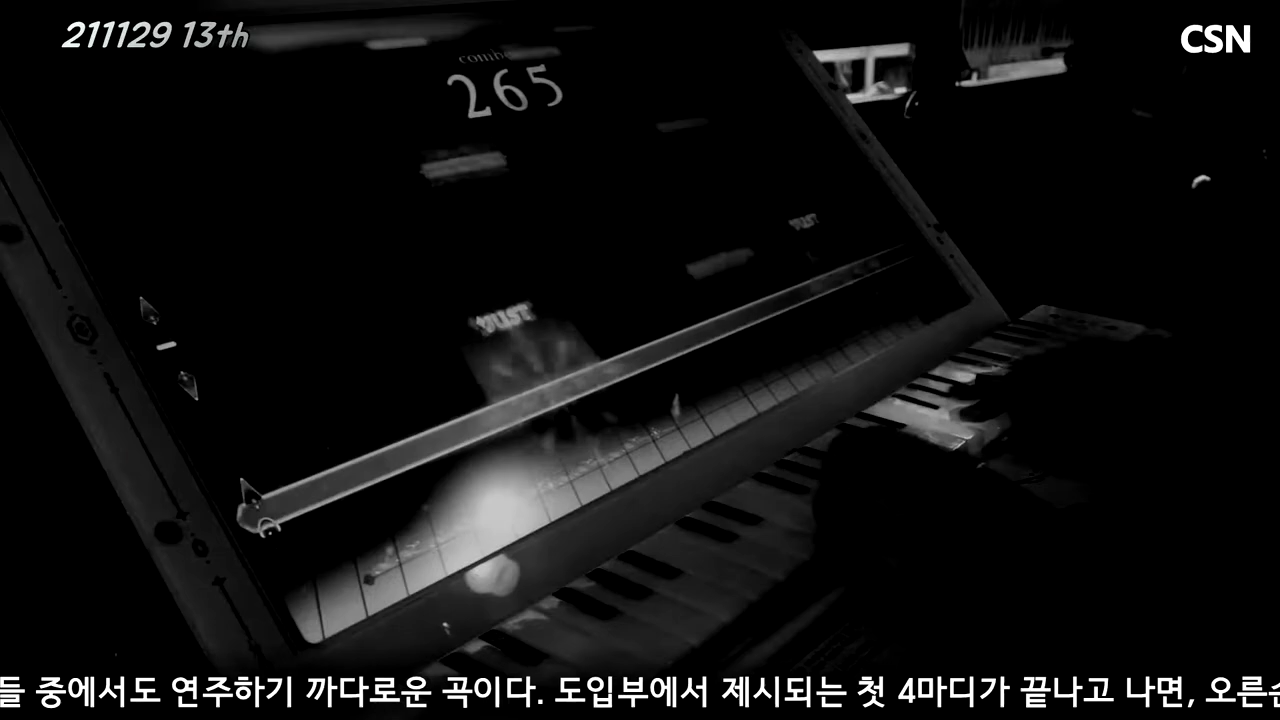 211129 13th
CSN
combo
265
JUST
JUST
들 중에서도 연주하기 까다로운 곡이다. 도입부에서 제시되는 첫 4마디가 끝나고 나면, 오른손